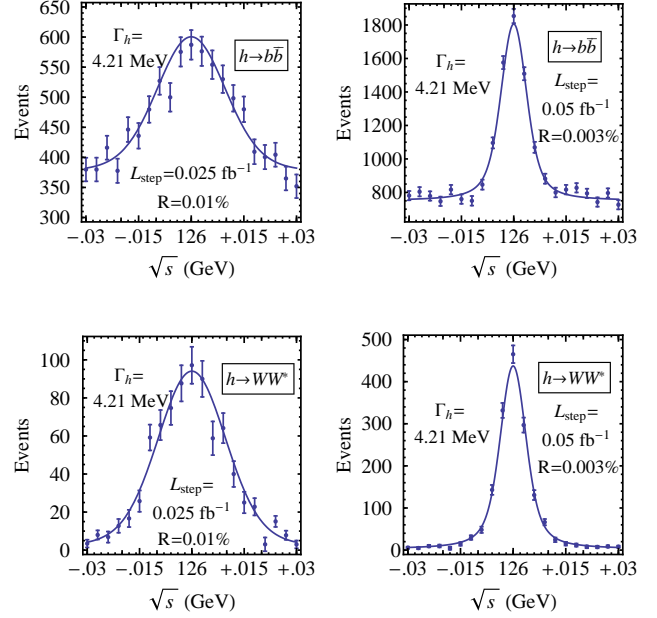 600
550
500
450
400
350
300
Events
Γh=
4.21 MeV
h→bb̅
Lstep=0.025 fb⁻¹
R=0.01%
−.03 −.015 126 +.015 +.03
√s (GeV)
1800
1600
1400
1200
1000
800
Events
Γh=
4.21 MeV
h→bb̅
Lstep=
0.05 fb⁻¹
R=0.003%
−.03 −.015 126 +.015 +.03
√s (GeV)
100
80
60
40
20
0
Events
Γh=
4.21 MeV
h→WW*
Lstep=
0.025 fb⁻¹
R=0.01%
−.03 −.015 126 +.015 +.03
√s (GeV)
500
400
300
200
100
0
Events
Γh=
4.21 MeV
h→WW*
Lstep=
0.05 fb⁻¹
R=0.003%
−.03 −.015 126 +.015 +.03
√s (GeV)